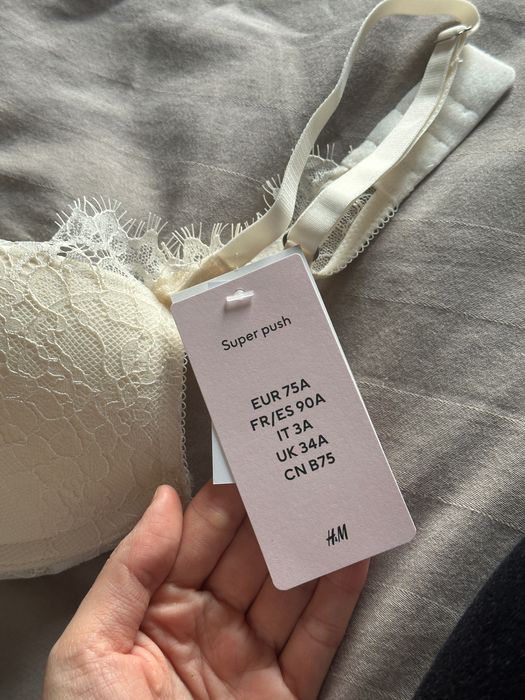 Super push
EUR 75A
FR/ES 90A
IT 3A
UK 34A
CN B75
H&M